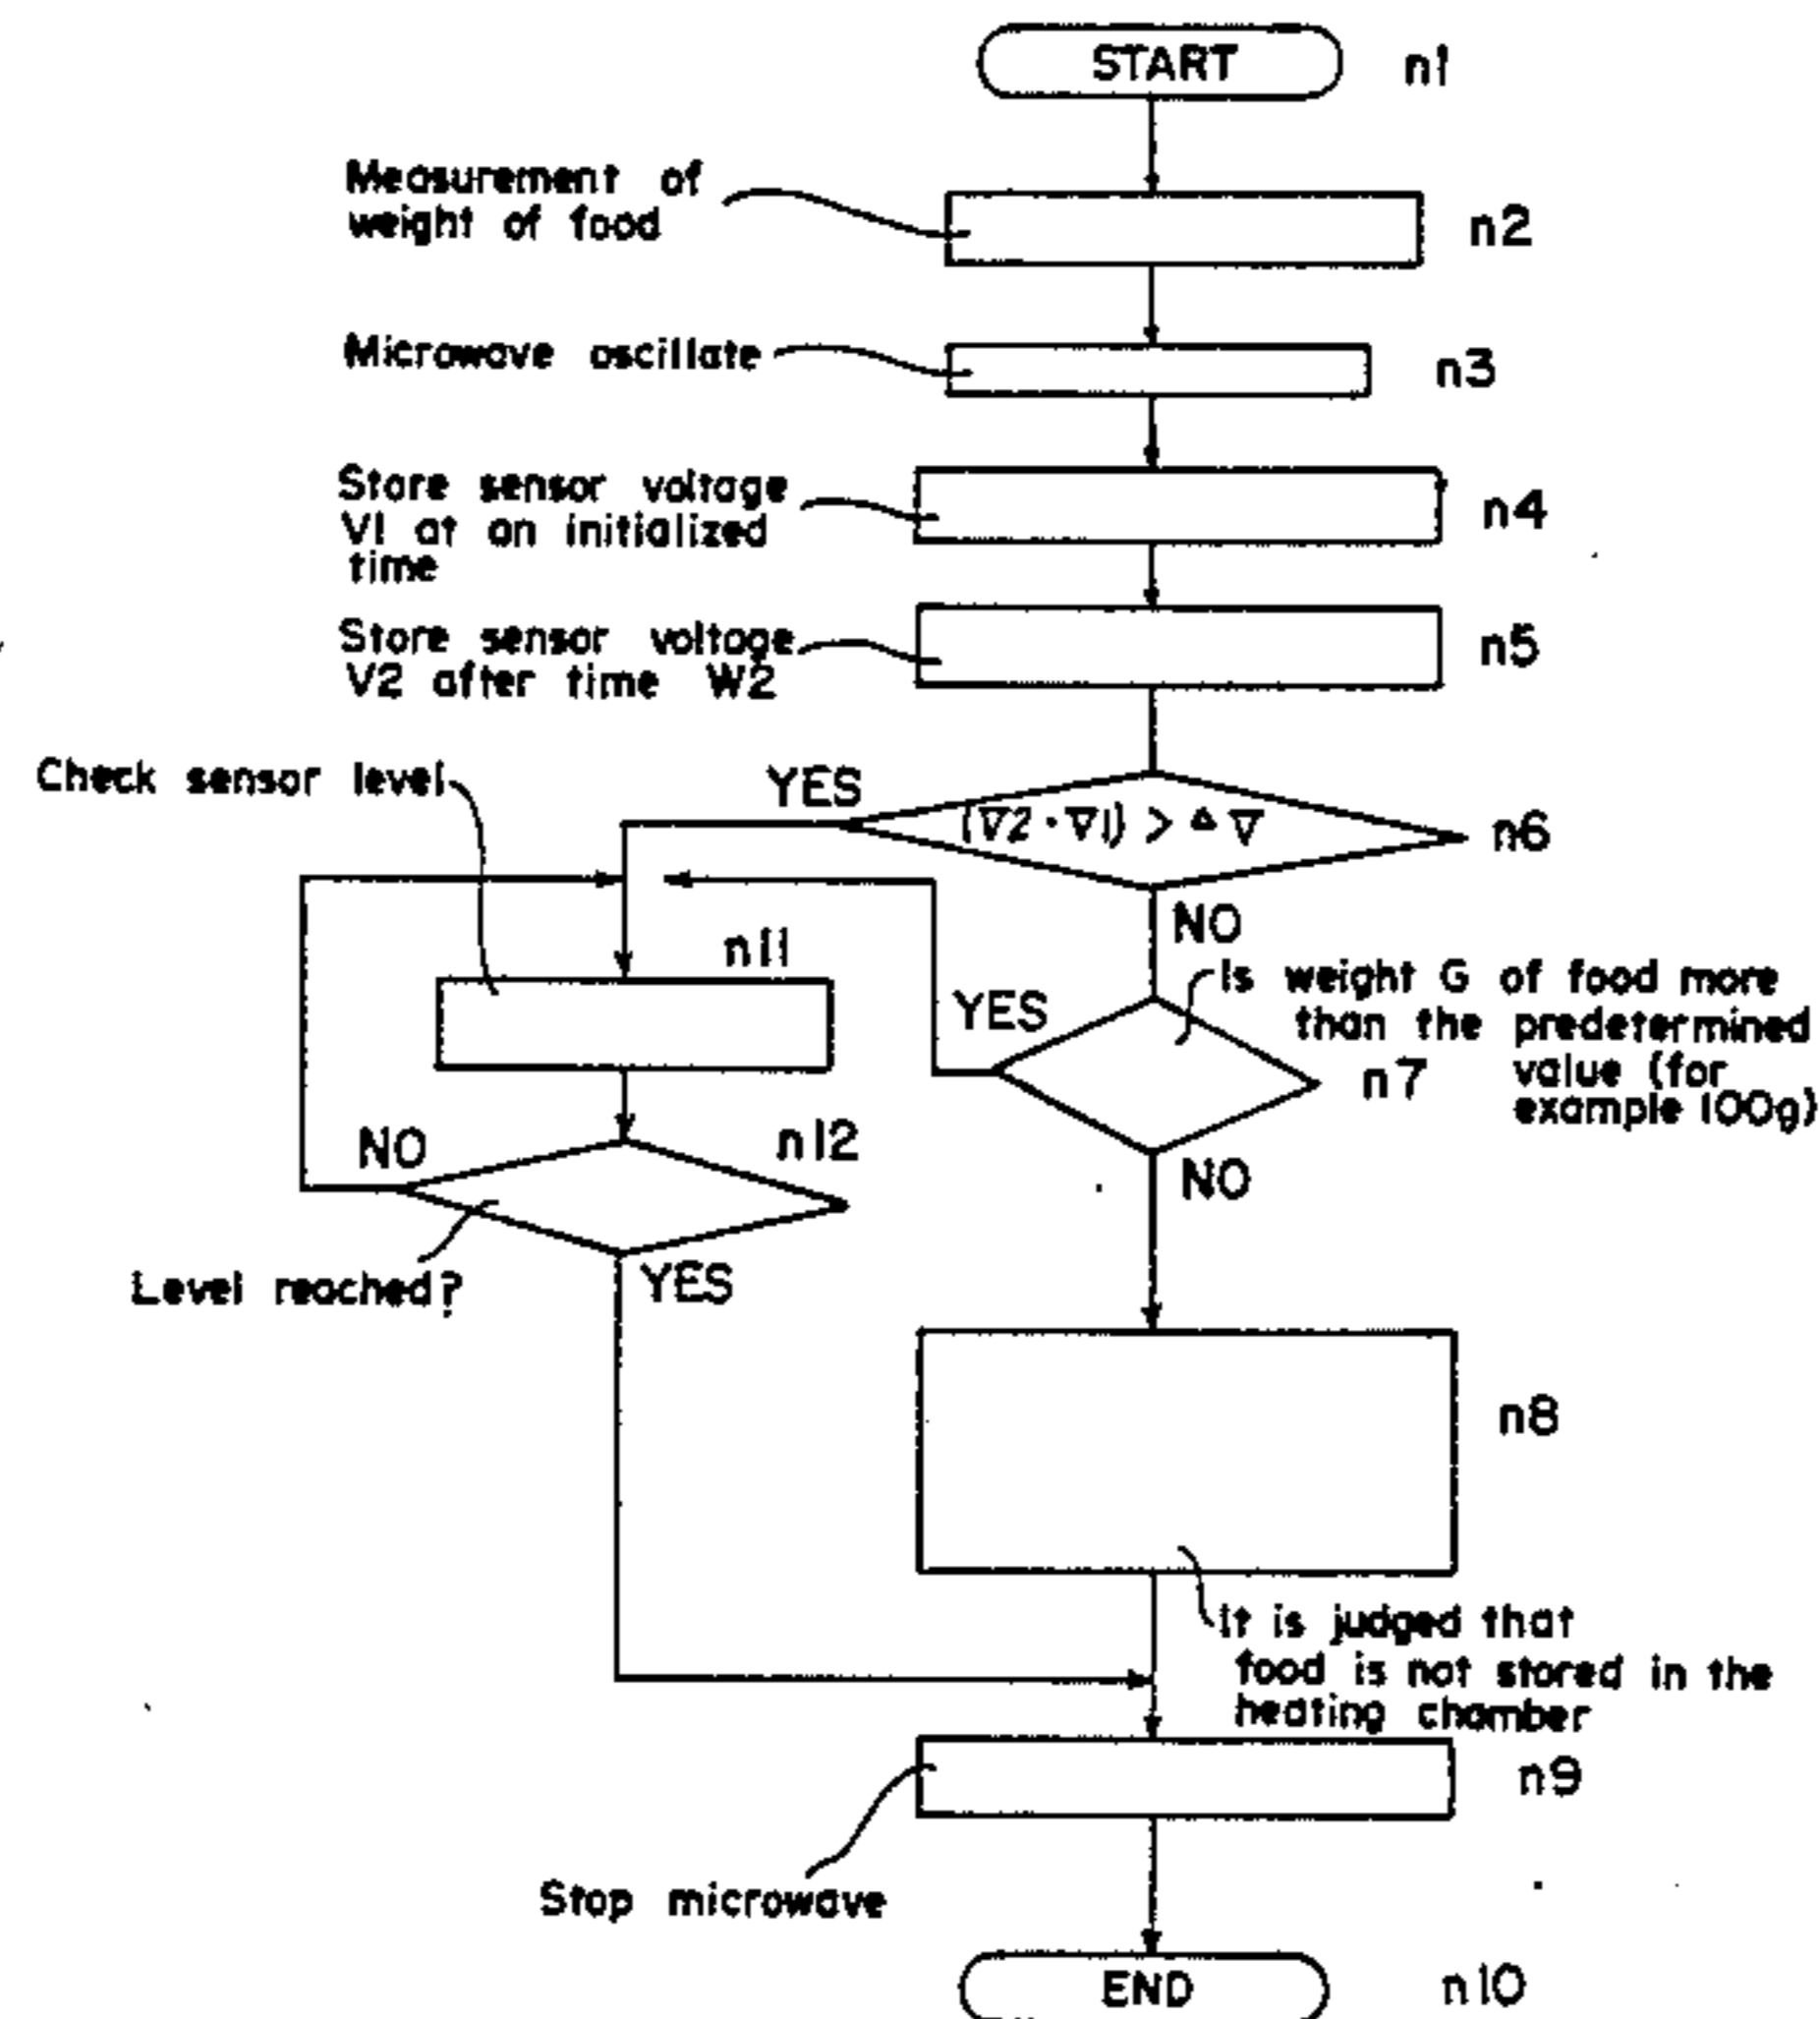 START
n1
Measurement of
weight of food
n2
Microwave oscillate
n3
Store sensor voltage
V1 at an initialized
time
n4
Store sensor voltage
V2 after time W2
n5
Check sensor level
YES
(V2·V1) > ΔV
n6
NO
n11
Is weight G of food more
than the predetermined
value (for
example 100g)
YES
n7
NO
n12
NO
Level reached?
YES
n8
It is judged that
food is not stored in the
heating chamber
n9
Stop microwave
END
n10